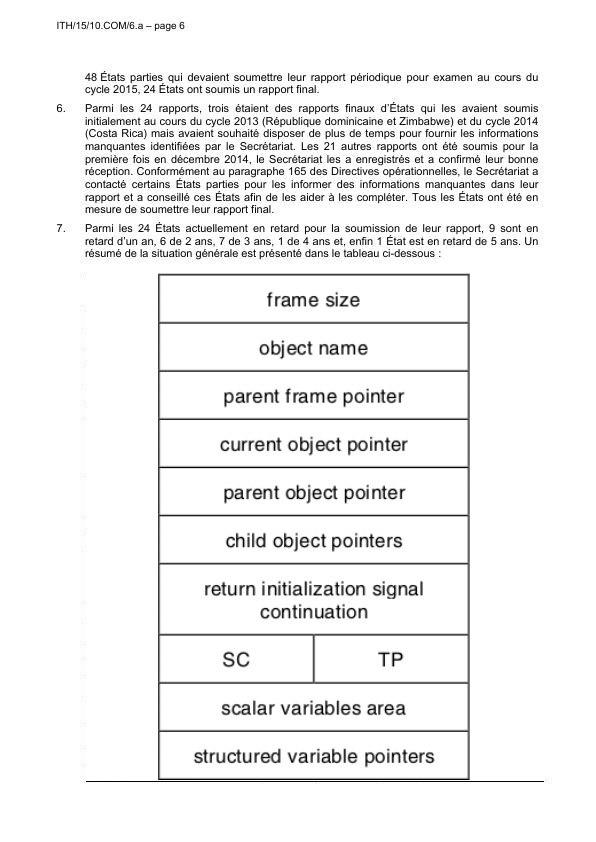 ITH/15/10.COM/6.a – page 6
48 États parties qui devaient soumettre leur rapport périodique pour examen au cours du
cycle 2015, 24 États ont soumis un rapport final.
6. Parmi les 24 rapports, trois étaient des rapports finaux d'États qui les avaient soumis
initialement au cours du cycle 2013 (République dominicaine et Zimbabwe) et du cycle 2014
(Costa Rica) mais avaient souhaité disposer de plus de temps pour fournir les informations
manquantes identifiées par le Secrétariat. Les 21 autres rapports ont été soumis pour la
première fois en décembre 2014, le Secrétariat les a enregistrés et a confirmé leur bonne
réception. Conformément au paragraphe 165 des Directives opérationnelles, le Secrétariat a
contacté certains États parties pour les informer des informations manquantes dans leur
rapport et a conseillé ces États afin de les aider à les compléter. Tous les États ont été en
mesure de soumettre leur rapport final.
7. Parmi les 24 États actuellement en retard pour la soumission de leur rapport, 9 sont en
retard d'un an, 6 de 2 ans, 7 de 3 ans, 1 de 4 ans et, enfin 1 État est en retard de 5 ans. Un
résumé de la situation générale est présenté dans le tableau ci-dessous :
frame size
object name
parent frame pointer
current object pointer
parent object pointer
child object pointers
return initialization signal
continuation
SC TP
scalar variables area
structured variable pointers